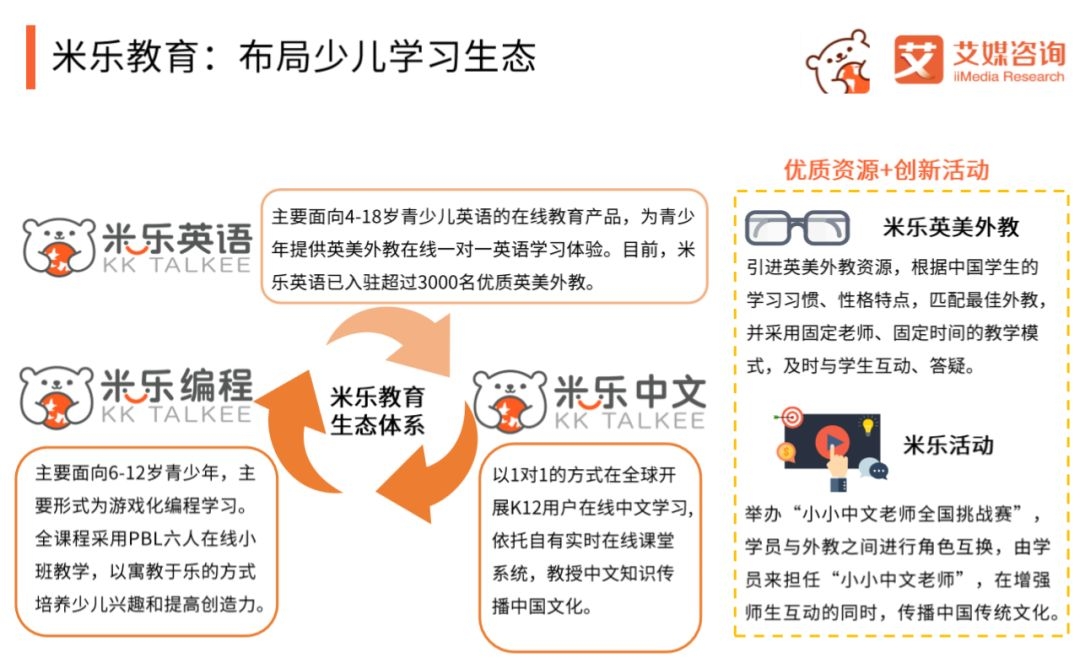 米乐教育：布局少儿学习生态
艾
艾媒咨询
iiMedia Research
米乐英语
KK TALKEE
主要面向4-18岁青少儿英语的在线教育产品，为青少
年提供英美外教在线一对一英语学习体验。目前，米
乐英语已入驻超过3000名优质英美外教。
米乐编程
KK TALKEE
米乐教育
生态体系
米乐中文
KK TALKEE
主要面向6-12岁青少年，主
要形式为游戏化编程学习。
全课程采用PBL六人在线小
班教学，以寓教于乐的方式
培养少儿兴趣和提高创造力。
以1对1的方式在全球开
展K12用户在线中文学习,
依托自有实时在线课堂
系统，教授中文知识传
播中国文化。
优质资源+创新活动
米乐英美外教
引进英美外教资源，根据中国学生的
学习习惯、性格特点，匹配最佳外教，
并采用固定老师、固定时间的教学模
式，及时与学生互动、答疑。
米乐活动
举办“小小中文老师全国挑战赛”，
学员与外教之间进行角色互换，由学
员来担任“小小中文老师”，在增强
师生互动的同时，传播中国传统文化。